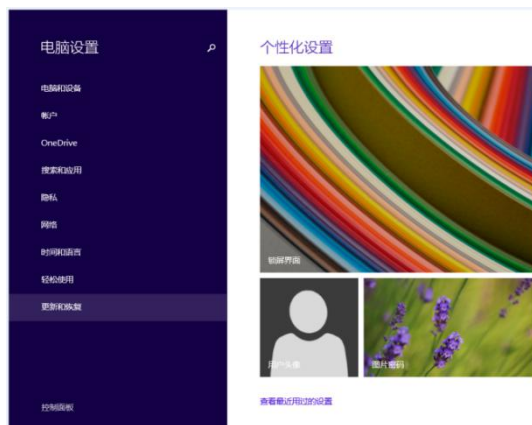 电脑设置
电脑和设备
帐户
OneDrive
搜索和应用
隐私
网络
时间和语言
轻松使用
更新和恢复
控制面板
个性化设置
锁屏界面
用户头像
图片密码
查看最近用过的设置